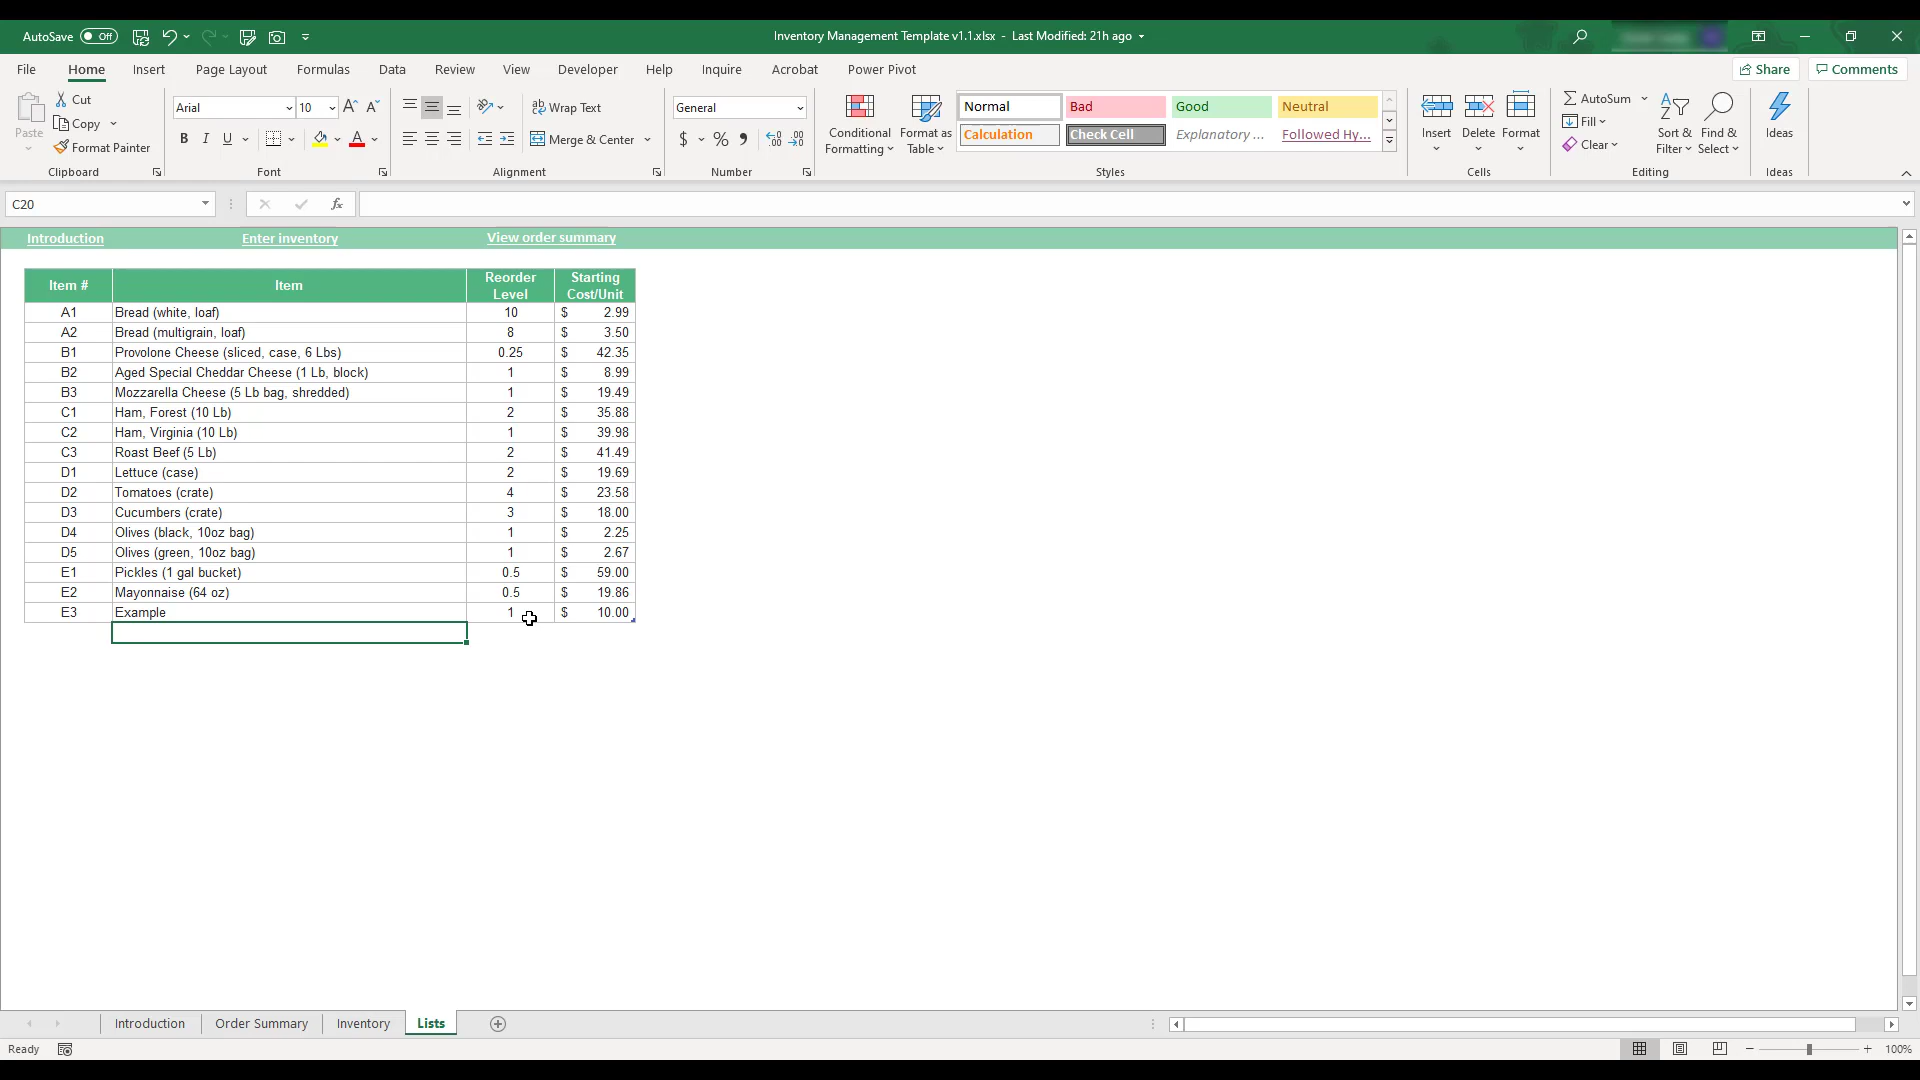 AutoSave Off
Inventory Management Template v1.1.xlsx - Last Modified: 21h ago
File Home Insert Page Layout Formulas Data Review View Developer Help Inquire Acrobat Power Pivot
Share Comments
Paste
Cut
Copy
Format Painter
Clipboard
Arial 10
B I U
Font
Wrap Text
Merge & Center
Alignment
General
$ % ,
Number
Conditional
Formatting
Format as
Table
Normal Bad Good Neutral
Calculation Check Cell Explanatory ... Followed Hy...
Styles
Insert Delete Format
Cells
AutoSum
Fill
Clear
Sort &
Filter
Find &
Select
Editing
Ideas
Ideas
C20
fx
Introduction Enter inventory View order summary
Item # Item Reorder Level Starting Cost/Unit
A1 Bread (white, loaf) 10 $ 2.99
A2 Bread (multigrain, loaf) 8 $ 3.50
B1 Provolone Cheese (sliced, case, 6 Lbs) 0.25 $ 42.35
B2 Aged Special Cheddar Cheese (1 Lb, block) 1 $ 8.99
B3 Mozzarella Cheese (5 Lb bag, shredded) 1 $ 19.49
C1 Ham, Forest (10 Lb) 2 $ 35.88
C2 Ham, Virginia (10 Lb) 1 $ 39.98
C3 Roast Beef (5 Lb) 2 $ 41.49
D1 Lettuce (case) 2 $ 19.69
D2 Tomatoes (crate) 4 $ 23.58
D3 Cucumbers (crate) 3 $ 18.00
D4 Olives (black, 10oz bag) 1 $ 2.25
D5 Olives (green, 10oz bag) 1 $ 2.67
E1 Pickles (1 gal bucket) 0.5 $ 59.00
E2 Mayonnaise (64 oz) 0.5 $ 19.86
E3 Example 1 $ 10.00
Introduction Order Summary Inventory Lists
Ready
100%